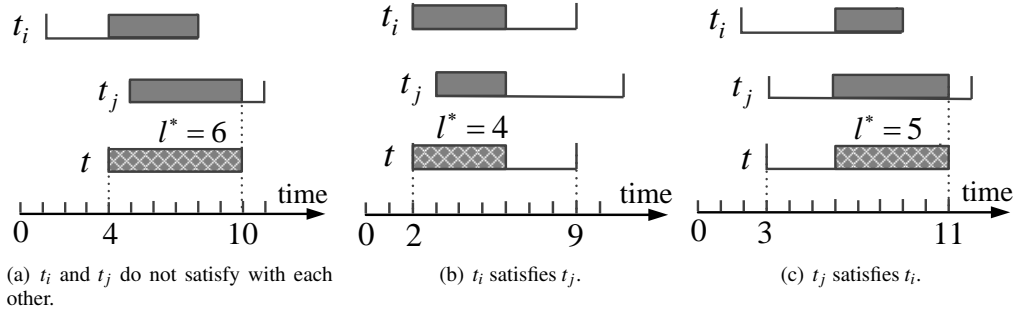 t_i
t_i
t_i
t_j
t_j
t_j
l* = 6
l* = 4
l* = 5
t
t
t
time
time
time
0 4 10
0 2 9
0 3 11
(a) t_i and t_j do not satisfy with each
other.
(b) t_i satisfies t_j.
(c) t_j satisfies t_i.